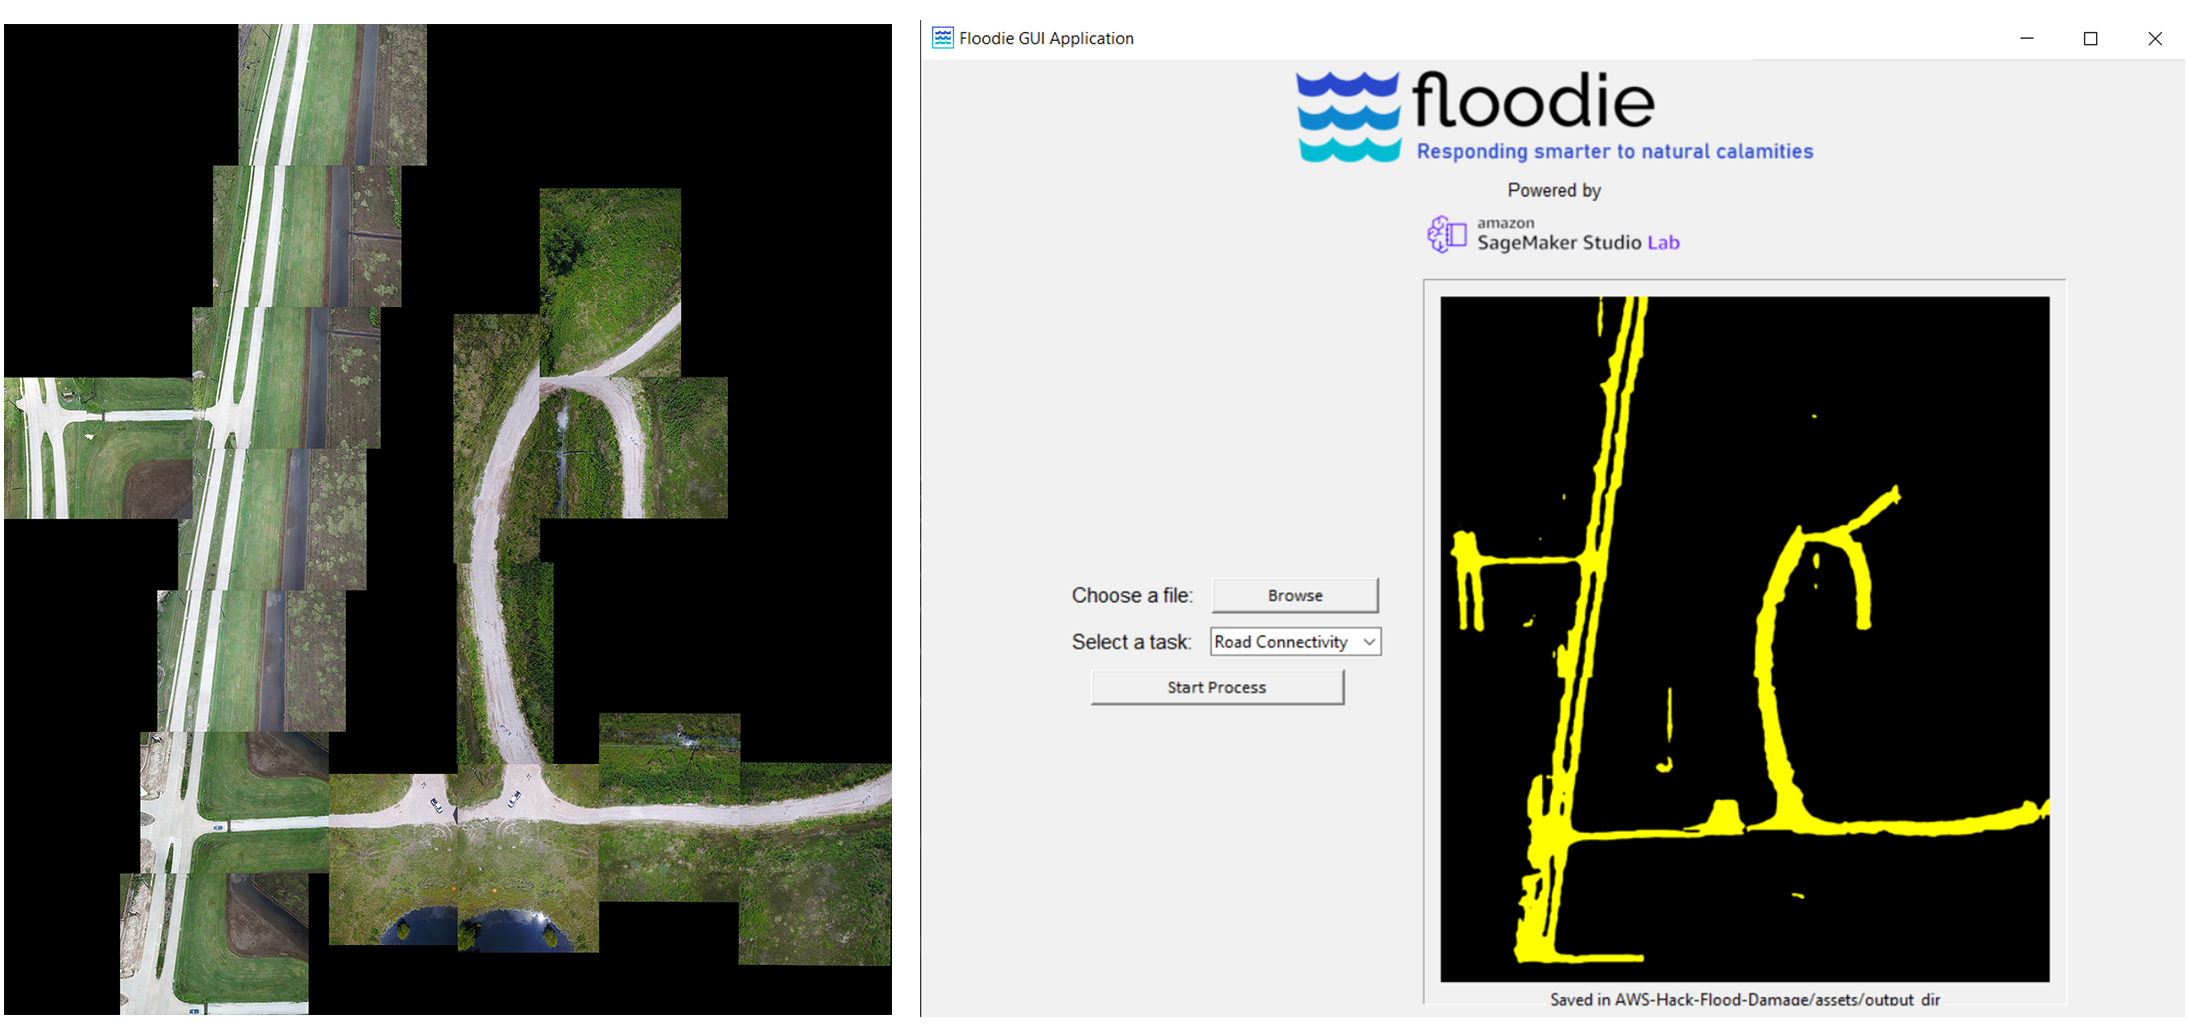 Floodie GUI Application
floodie
Responding smarter to natural calamities
Powered by
amazon
SageMaker Studio Lab
Choose a file:
Browse
Select a task:
Road Connectivity
Start Process
Saved in AWS-Hack-Flood-Damage/assets/output_dir